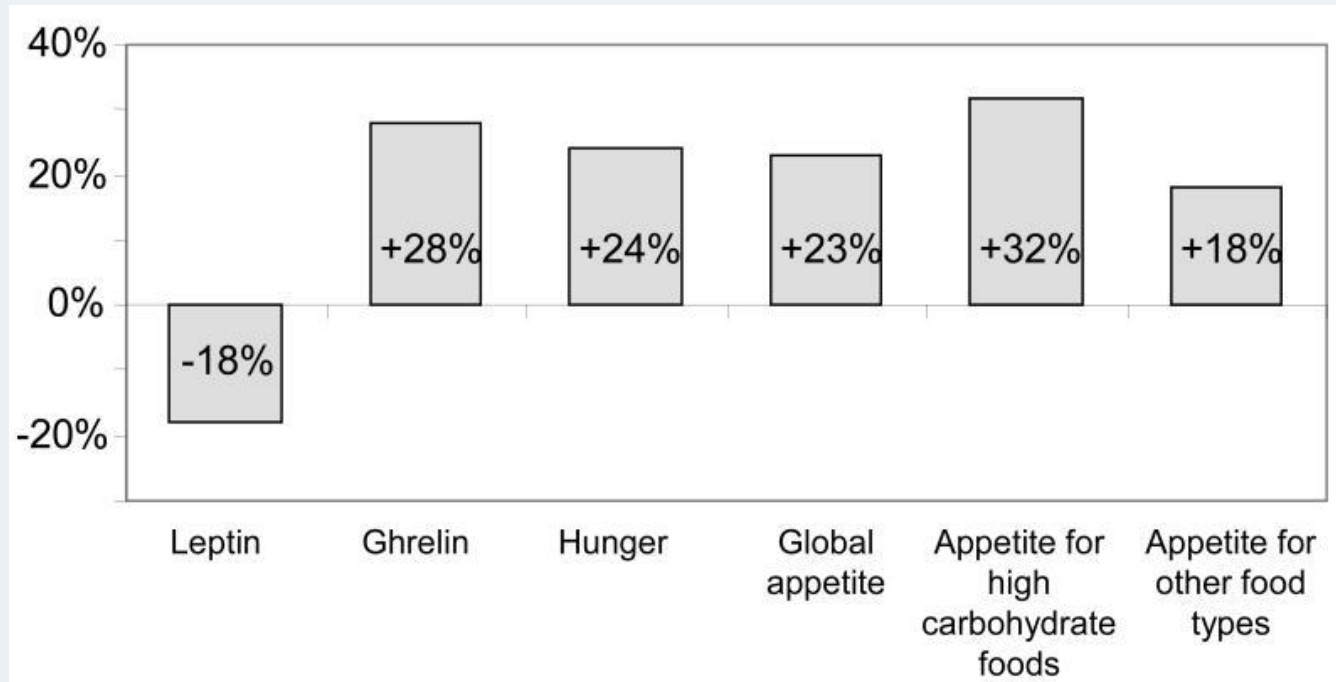 40%
20%
0%
-20%
-18%
+28%
+24%
+23%
+32%
+18%
Leptin
Ghrelin
Hunger
Global
appetite
Appetite for
high
carbohydrate
foods
Appetite for
other food
types